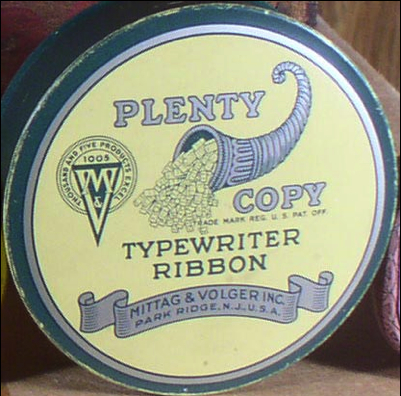 PLENTY
COPY
TRADE MARK REG. U. S. PAT. OFF.
THOUSAND AND FIVE PRODUCTS EXCEL
1005
M & V
TYPEWRITER
RIBBON
MITTAG & VOLGER INC.
PARK RIDGE, N.J., U.S.A.